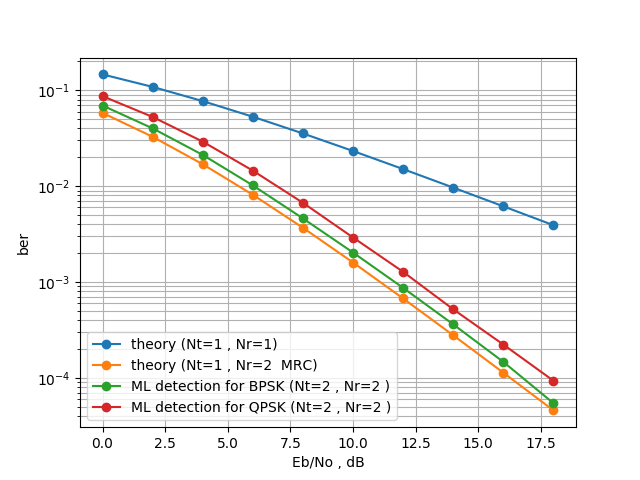 10⁻¹
10⁻²
10⁻³
10⁻⁴
ber
theory (Nt=1 , Nr=1)
theory (Nt=1 , Nr=2  MRC)
ML detection for BPSK (Nt=2 , Nr=2 )
ML detection for QPSK (Nt=2 , Nr=2 )
0.0 2.5 5.0 7.5 10.0 12.5 15.0 17.5
Eb/No , dB